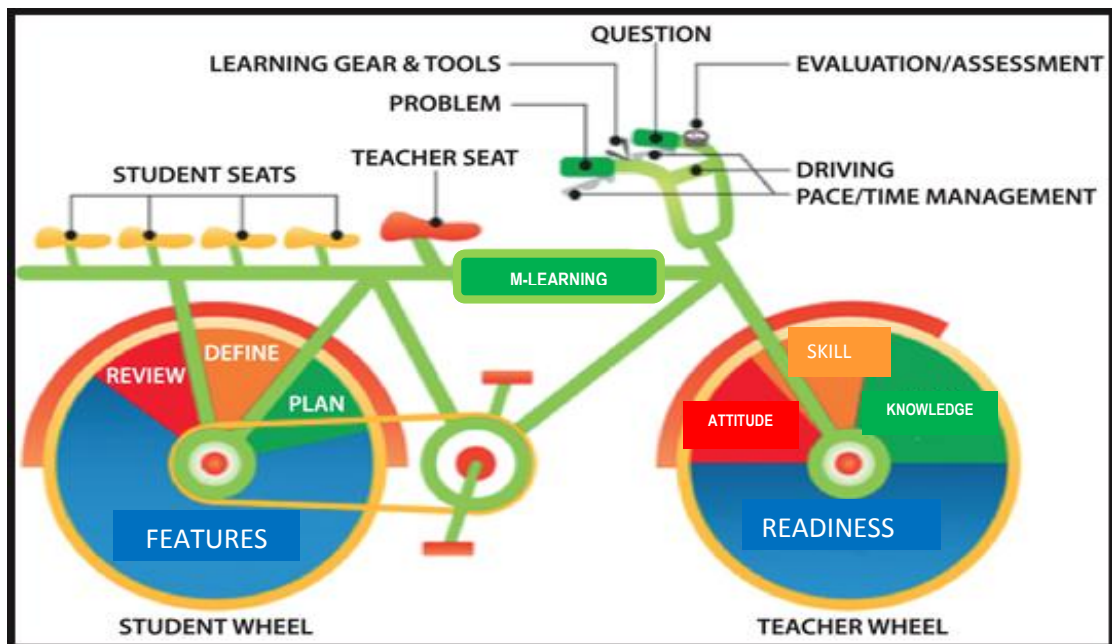 QUESTION
LEARNING GEAR & TOOLS
EVALUATION/ASSESSMENT
PROBLEM
TEACHER SEAT
STUDENT SEATS
DRIVING
PACE/TIME MANAGEMENT
M-LEARNING
REVIEW
DEFINE
PLAN
SKILL
ATTITUDE
KNOWLEDGE
FEATURES
READINESS
STUDENT WHEEL
TEACHER WHEEL